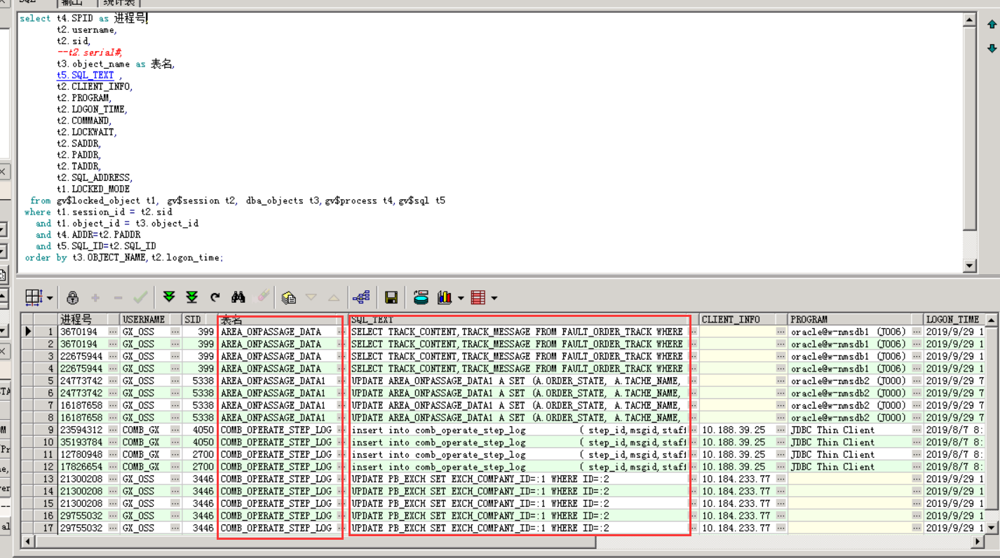 SQL 输出 统计表
select t4.SPID as 进程号
t2.username,
t2.sid,
--t2.serial#,
t3.object_name as 表名,
t5.SQL_TEXT ,
t2.CLIENT_INFO,
t2.PROGRAM,
t2.LOGON_TIME,
t2.COMMAND,
t2.LOCKWAIT,
t2.SADDR,
t2.PADDR,
t2.TADDR,
t2.SQL_ADDRESS,
t1.LOCKED_MODE
from gv$locked_object t1, gv$session t2, dba_objects t3,gv$process t4,gv$sql t5
where t1.session_id = t2.sid
and t1.object_id = t3.object_id
and t4.ADDR=t2.PADDR
and t5.SQL_ID=t2.SQL_ID
order by t3.OBJECT_NAME,t2.logon_time;
进程号 USERNAME SID 表名 SQL_TEXT CLIENT_INFO PROGRAM LOGON_TIME
1 3670194 GX_OSS 399 AREA_ONPASSAGE_DATA SELECT TRACK_CONTENT,TRACK_MESSAGE FROM FAULT_ORDER_TRACK WHERE oracle@w-nmsdb1 (J006) 2019/9/29 1
2 3670194 GX_OSS 399 AREA_ONPASSAGE_DATA SELECT TRACK_CONTENT,TRACK_MESSAGE FROM FAULT_ORDER_TRACK WHERE oracle@w-nmsdb1 (J006) 2019/9/29 1
3 22675944 GX_OSS 399 AREA_ONPASSAGE_DATA SELECT TRACK_CONTENT,TRACK_MESSAGE FROM FAULT_ORDER_TRACK WHERE oracle@w-nmsdb1 (J006) 2019/9/29 1
4 22675944 GX_OSS 399 AREA_ONPASSAGE_DATA SELECT TRACK_CONTENT,TRACK_MESSAGE FROM FAULT_ORDER_TRACK WHERE oracle@w-nmsdb1 (J006) 2019/9/29 1
5 24773742 GX_OSS 5338 AREA_ONPASSAGE_DATA1 UPDATE AREA_ONPASSAGE_DATA1 A SET (A.ORDER_STATE, A.TACHE_NAME, oracle@w-nmsdb2 (J000) 2019/9/29 7
6 24773742 GX_OSS 5338 AREA_ONPASSAGE_DATA1 UPDATE AREA_ONPASSAGE_DATA1 A SET (A.ORDER_STATE, A.TACHE_NAME, oracle@w-nmsdb2 (J000) 2019/9/29 7
7 16187658 GX_OSS 5338 AREA_ONPASSAGE_DATA1 UPDATE AREA_ONPASSAGE_DATA1 A SET (A.ORDER_STATE, A.TACHE_NAME, oracle@w-nmsdb2 (J000) 2019/9/29 7
8 16187658 GX_OSS 5338 AREA_ONPASSAGE_DATA1 UPDATE AREA_ONPASSAGE_DATA1 A SET (A.ORDER_STATE, A.TACHE_NAME, oracle@w-nmsdb2 (J000) 2019/9/29 7
9 23594312 COMB_GX 4050 COMB_OPERATE_STEP_LOG insert into comb_operate_step_log ( step_id,msgid,staff 10.188.39.25 JDBC Thin Client 2019/8/7 8:
10 35193784 COMB_GX 4050 COMB_OPERATE_STEP_LOG insert into comb_operate_step_log ( step_id,msgid,staff 10.188.39.25 JDBC Thin Client 2019/8/7 8:
11 12780948 COMB_GX 2700 COMB_OPERATE_STEP_LOG insert into comb_operate_step_log ( step_id,msgid,staff 10.188.39.25 JDBC Thin Client 2019/8/7 8:
12 17826654 COMB_GX 2700 COMB_OPERATE_STEP_LOG insert into comb_operate_step_log ( step_id,msgid,staff 10.188.39.25 JDBC Thin Client 2019/8/7 8:
13 21300208 GX_OSS 3446 COMB_OPERATE_STEP_LOG UPDATE PB_EXCH SET EXCH_COMPANY_ID=:1 WHERE ID=:2 10.184.233.77 2019/9/29 1
14 21300208 GX_OSS 3446 COMB_OPERATE_STEP_LOG UPDATE PB_EXCH SET EXCH_COMPANY_ID=:1 WHERE ID=:2 10.184.233.77 2019/9/29 1
15 21300208 GX_OSS 3446 COMB_OPERATE_STEP_LOG UPDATE PB_EXCH SET EXCH_COMPANY_ID=:1 WHERE ID=:2 10.184.233.77 2019/9/29 1
16 29755032 GX_OSS 3446 COMB_OPERATE_STEP_LOG UPDATE PB_EXCH SET EXCH_COMPANY_ID=:1 WHERE ID=:2 10.184.233.77 2019/9/29 1
17 29755032 GX_OSS 3446 COMB_OPERATE_STEP_LOG UPDATE PB_EXCH SET EXCH_COMPANY_ID=:1 WHERE ID=:2 10.184.233.77 2019/9/29 1